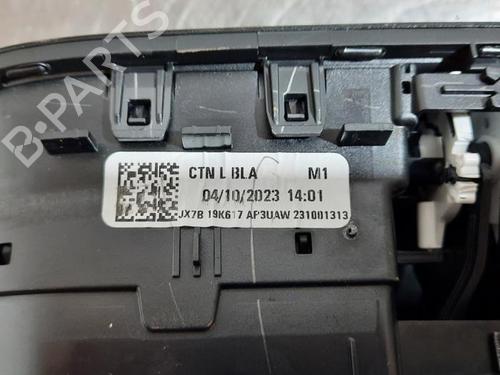 B-PARTS
CTN L BLA M1
04/10/2023 14:01
JX7B 19K617 AP3UAW 231001313